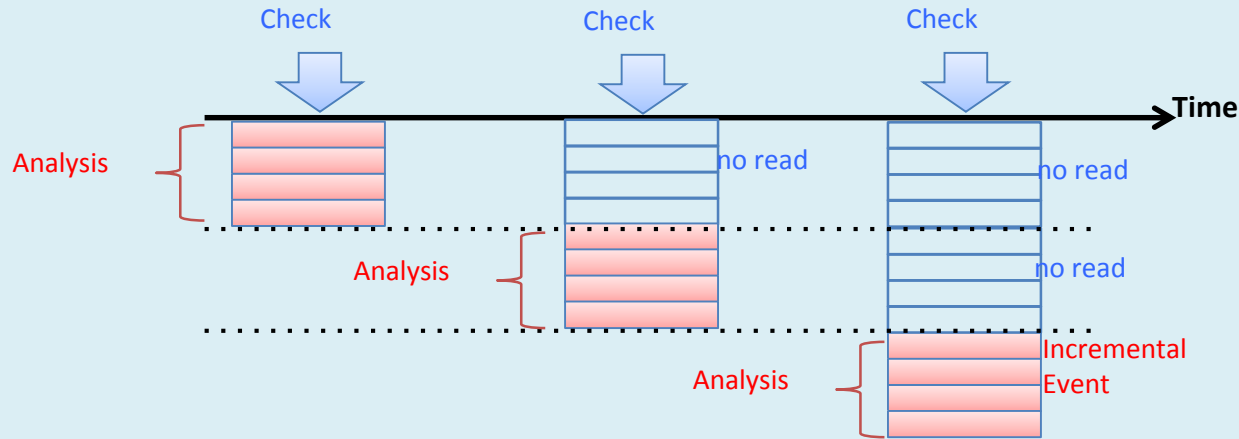 Check
Check
Check
Time
Analysis
no read
no read
Analysis
no read
Analysis
Incremental
Event